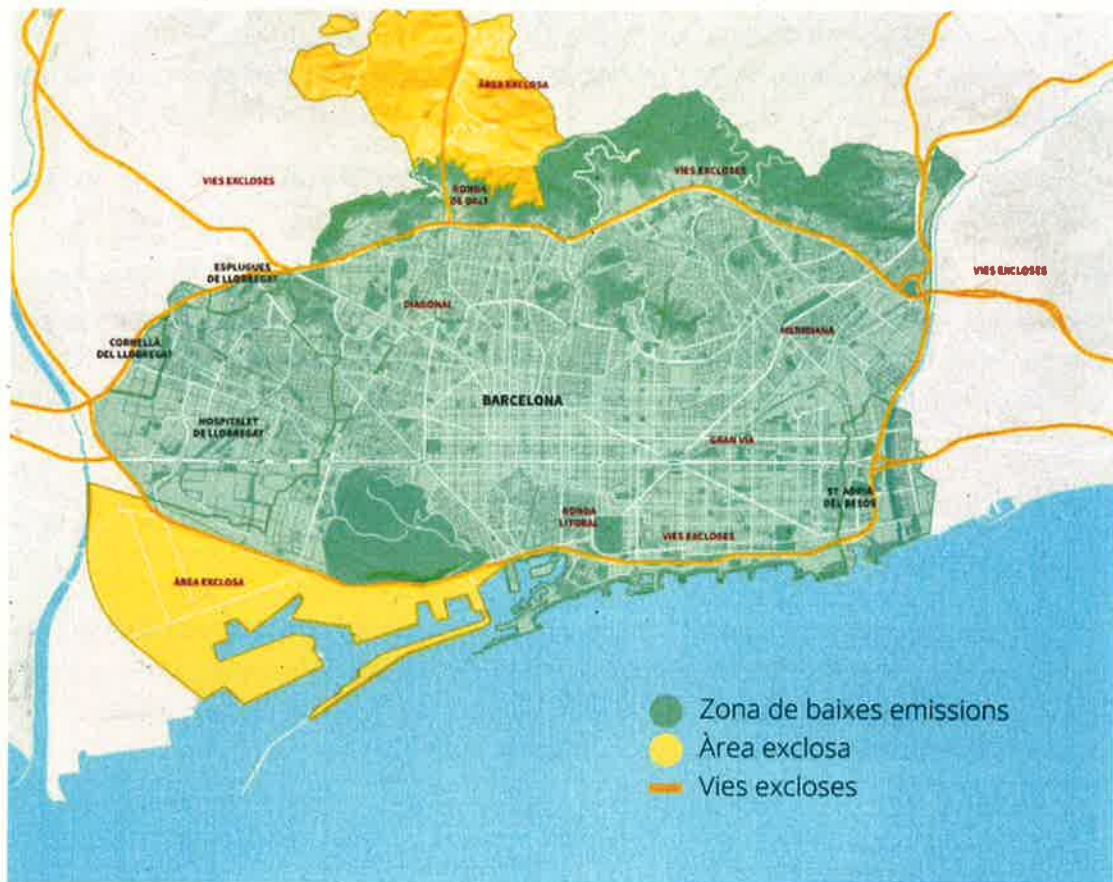 ÀREA EXCLOSA
VIES EXCLOSES
VIES EXCLOSES
RONDA
DE DALT
ESPLUGUES
DE LLOBREGAT
VIES EXCLOSES
DIAGONAL
MERIDIANA
CORNELLÀ
DEL LLOBREGAT
BARCELONA
HOSPITALET
DE LLOBREGAT
GRAN VIA
ST. ADRIÀ
DEL BESÒS
RONDA
LITORAL
VIES EXCLOSES
ÀREA EXCLOSA
Zona de baixes emissions
Àrea exclosa
Vies excloses